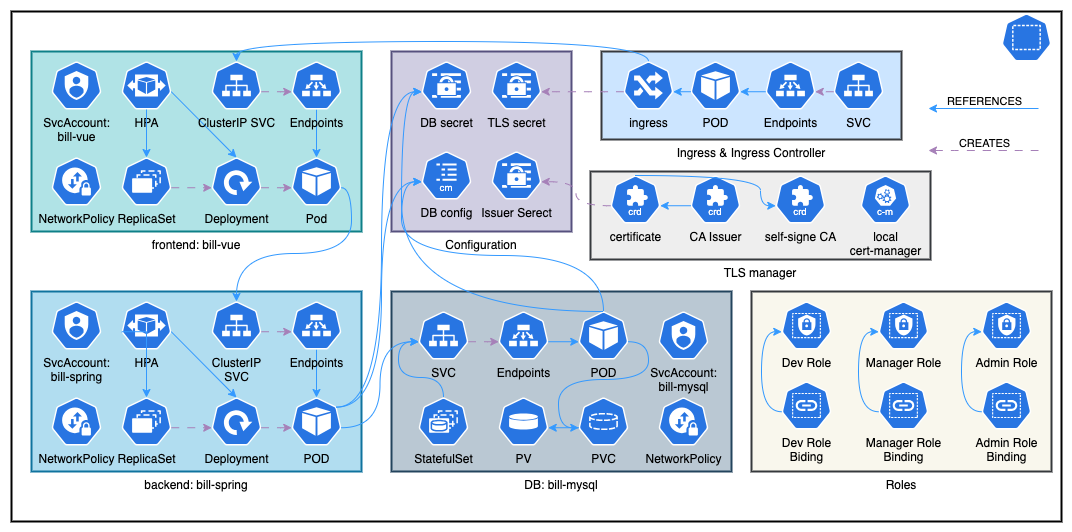 SvcAccount:
bill-vue
HPA
ClusterIP SVC
Endpoints
NetworkPolicy
ReplicaSet
Deployment
Pod
frontend: bill-vue
DB secret
TLS secret
cm
DB config
Issuer Serect
Configuration
ingress
POD
Endpoints
SVC
Ingress & Ingress Controller
REFERENCES
CREATES
crd
certificate
crd
CA Issuer
crd
self-signe CA
c-m
local
cert-manager
TLS manager
SvcAccount:
bill-spring
HPA
ClusterIP
SVC
Endpoints
NetworkPolicy
ReplicaSet
Deployment
POD
backend: bill-spring
SVC
Endpoints
POD
SvcAccount:
bill-mysql
StatefulSet
PV
PVC
NetworkPolicy
DB: bill-mysql
Dev Role
Manager Role
Admin Role
Dev Role
Biding
Manager Role
Binding
Admin Role
Binding
Roles